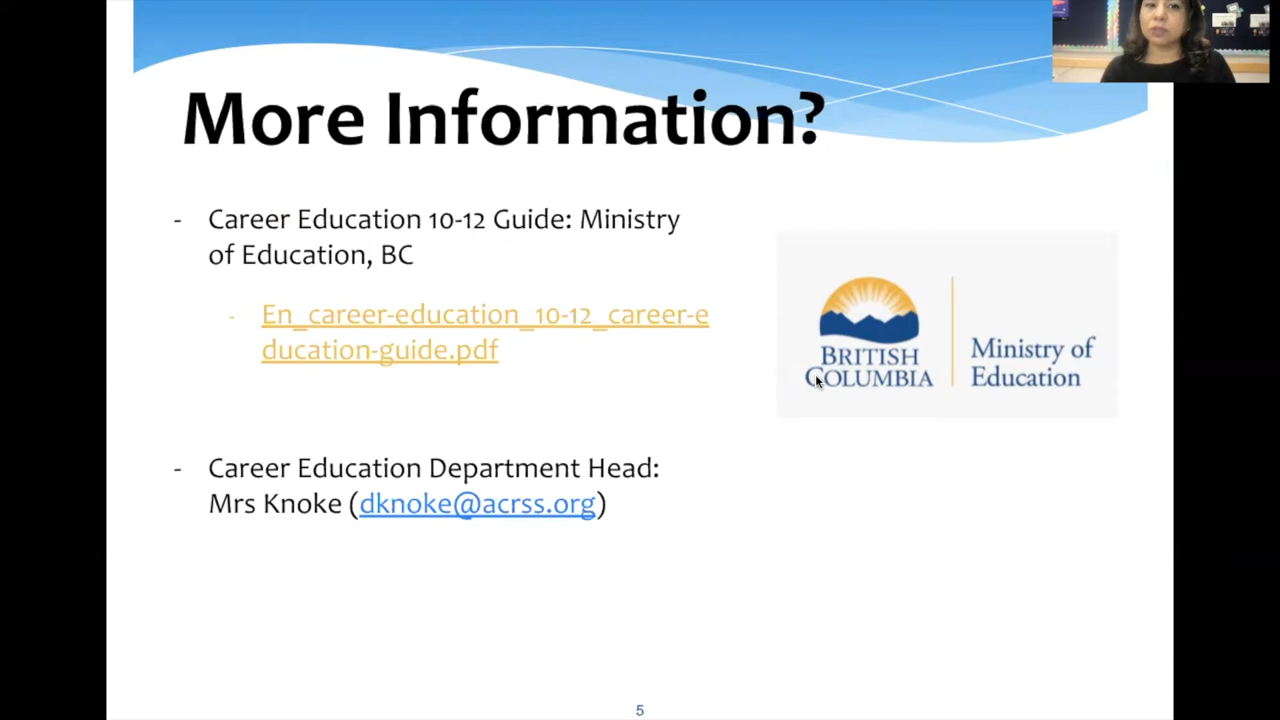 More Information?
- Career Education 10-12 Guide: Ministry
of Education, BC
- En_career-education_10-12_career-e
ducation-guide.pdf
BRITISH
COLUMBIA
Ministry of
Education
- Career Education Department Head:
Mrs Knoke (dknoke@acrss.org)
5